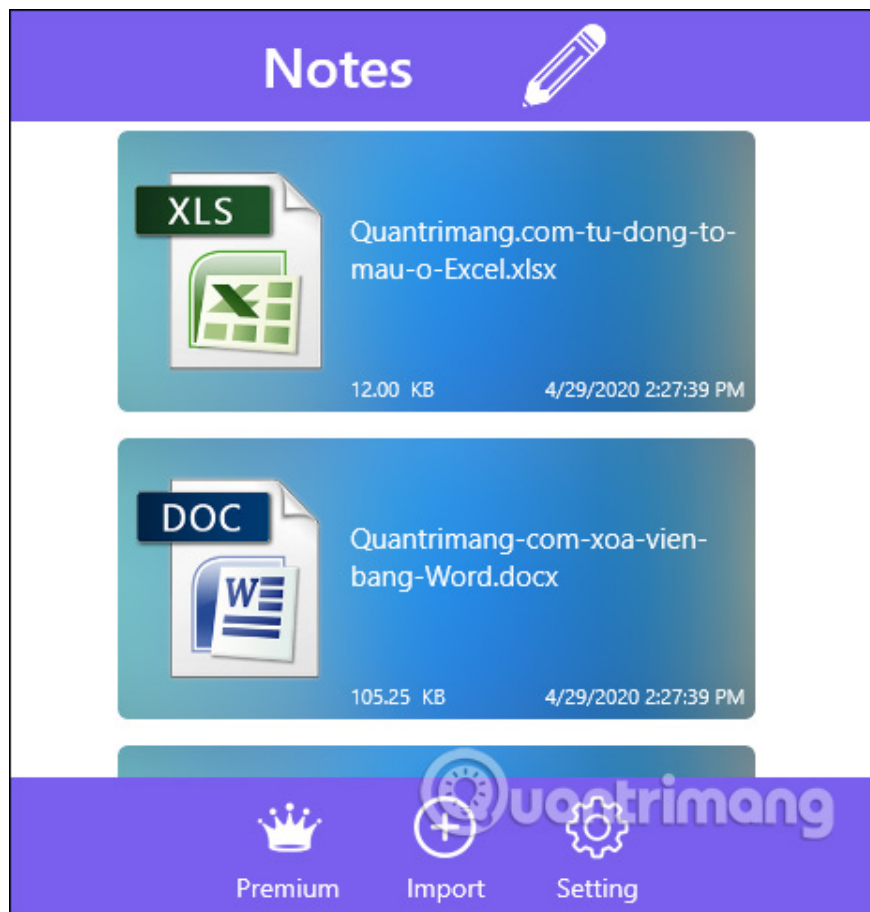 Notes
XLS
Quantrimang.com-tu-dong-to-
mau-o-Excel.xlsx
12.00 KB
4/29/2020 2:27:39 PM
DOC
W
Quantrimang-com-xoa-vien-
bang-Word.docx
105.25 KB
4/29/2020 2:27:39 PM
Quantrimang
Premium
Import
Setting